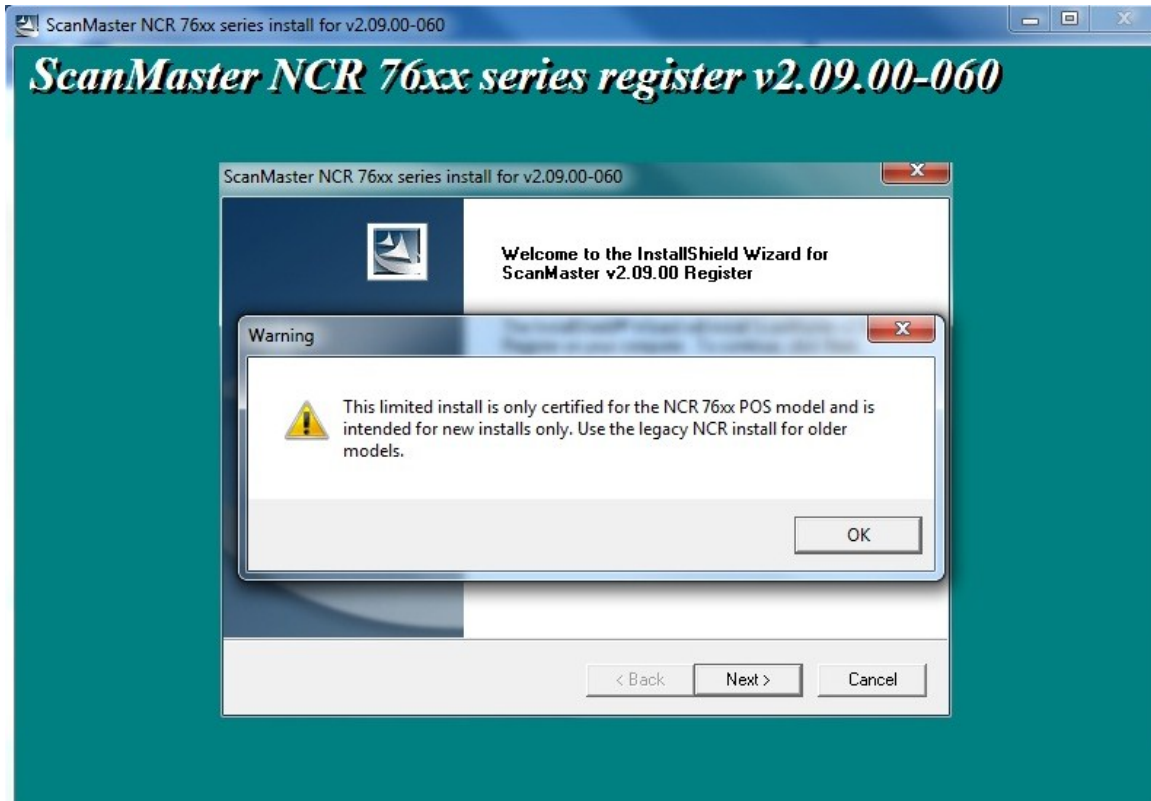 ScanMaster NCR 76xx series install for v2.09.00-060
ScanMaster NCR 76xx series register v2.09.00-060
ScanMaster NCR 76xx series install for v2.09.00-060
Welcome to the InstallShield Wizard for
ScanMaster v2.09.00 Register
Warning
This limited install is only certified for the NCR 76xx POS model and is
intended for new installs only. Use the legacy NCR install for older
models.
OK
< Back
Next >
Cancel